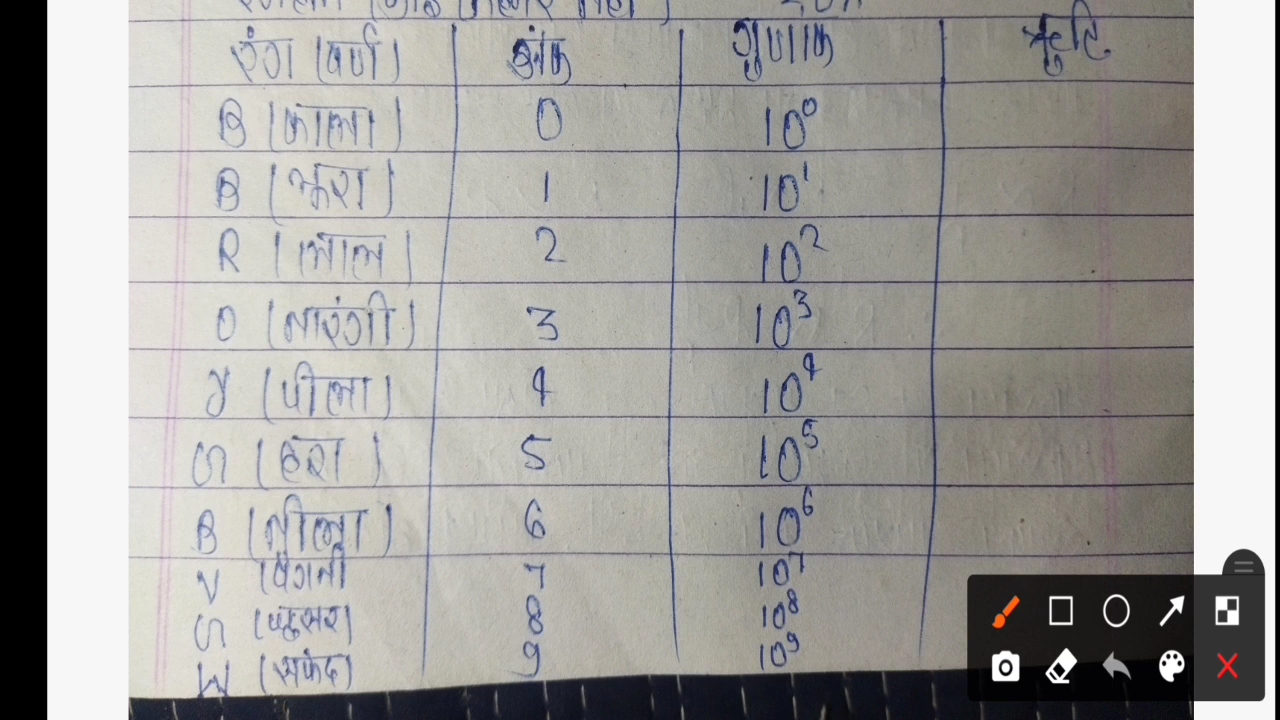 रंग (वर्ण) अंक गुणांक त्रुटि
B (काला) 0 10⁰
B (भूरा) 1 10¹
R (लाल) 2 10²
O (नारंगी) 3 10³
Y (पीला) 4 10⁴
G (हरा) 5 10⁵
B (नीला) 6 10⁶
V (बैंगनी 7 10⁷
G (धूसर) 8 10⁸
W (सफेद) 9 10⁹